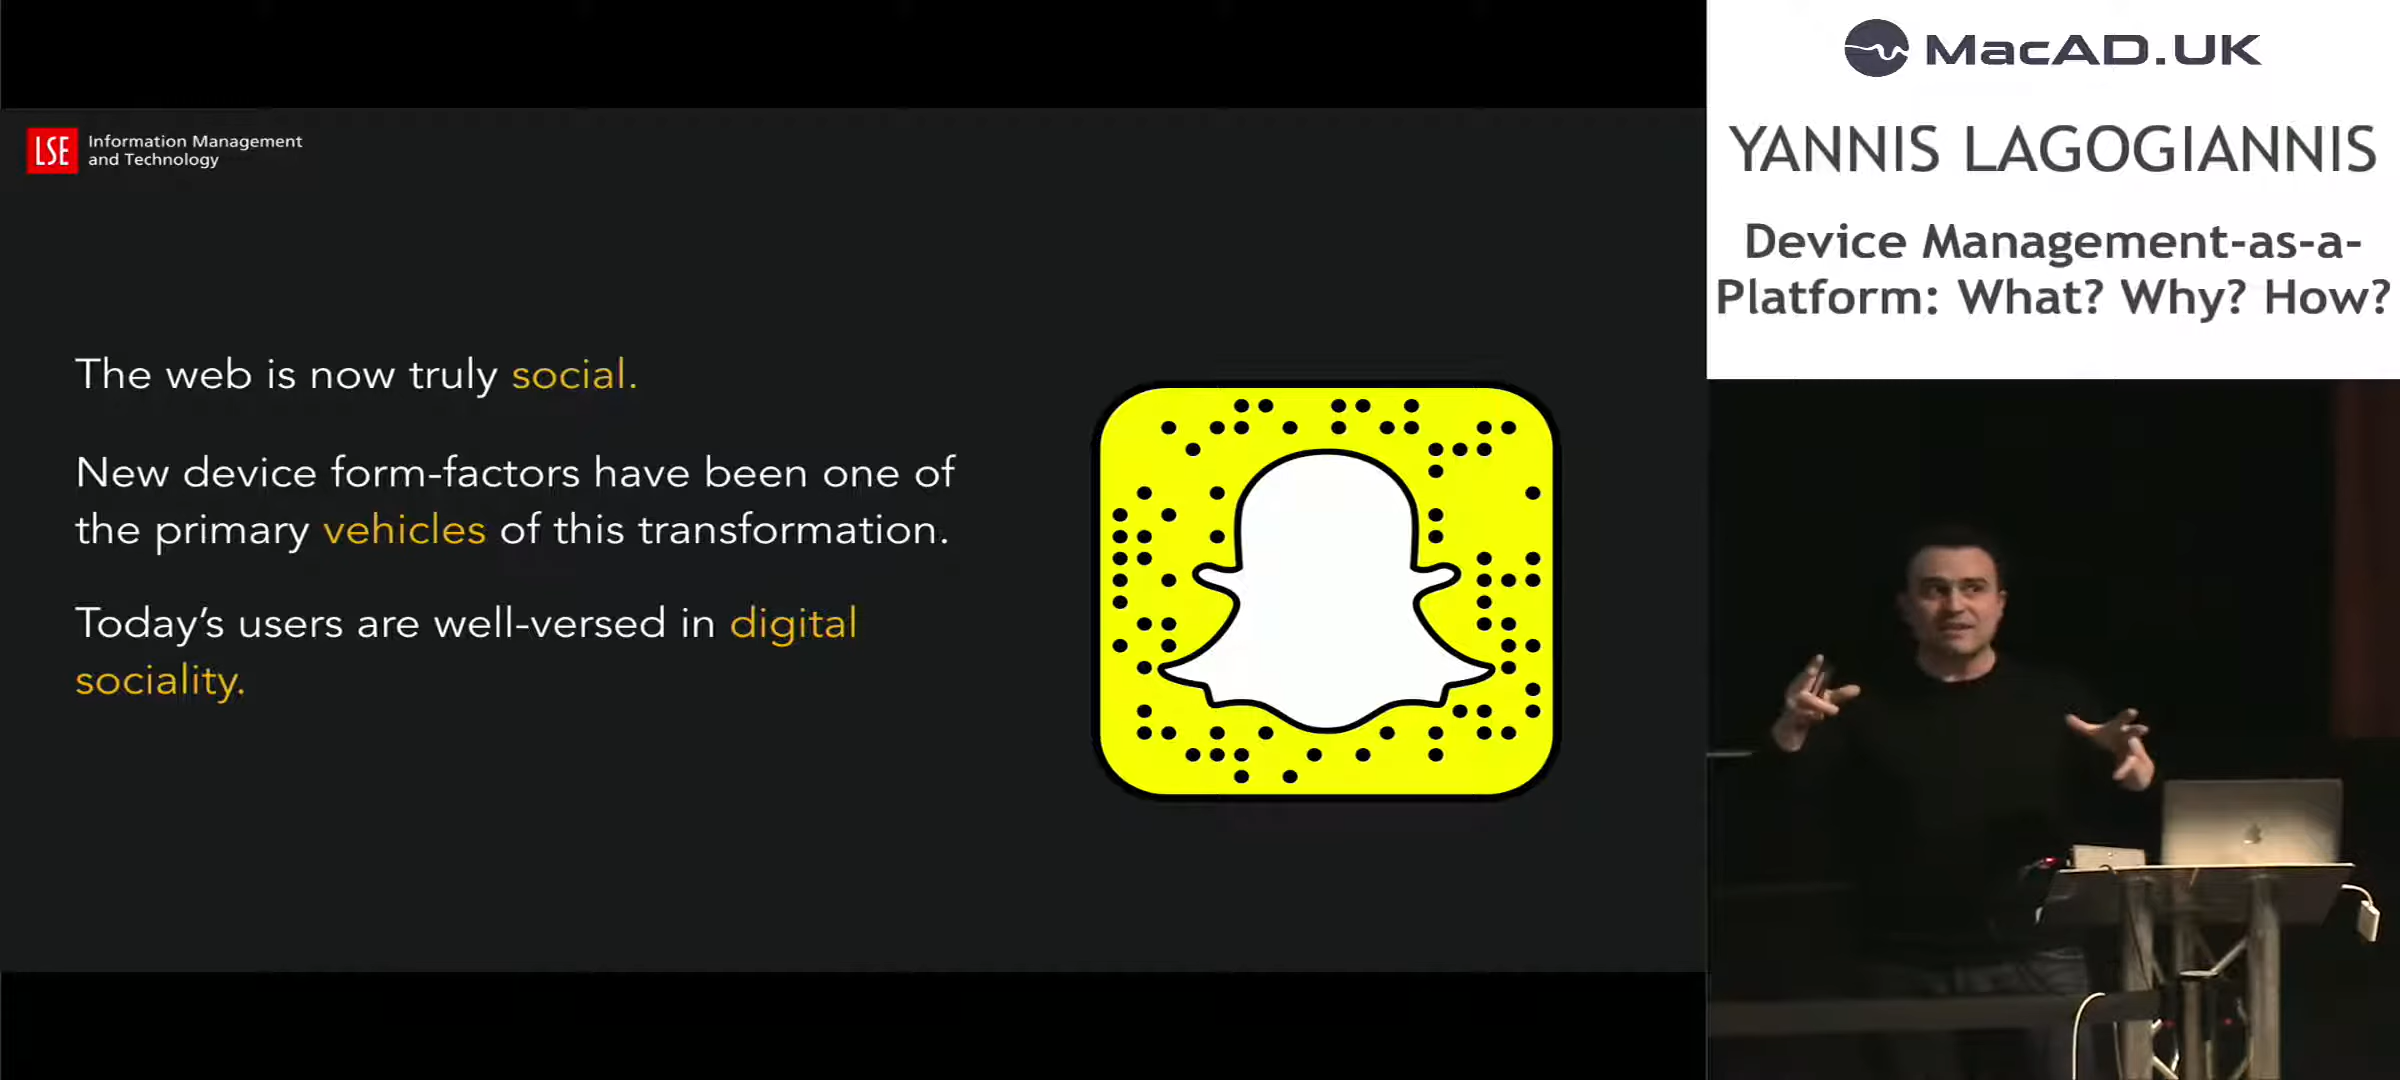 LSE Information Management
and Technology
The web is now truly social.
New device form-factors have been one of
the primary vehicles of this transformation.
Today's users are well-versed in digital
sociality.
MacAD.UK
YANNIS LAGOGIANNIS
Device Management-as-a-
Platform: What? Why? How?